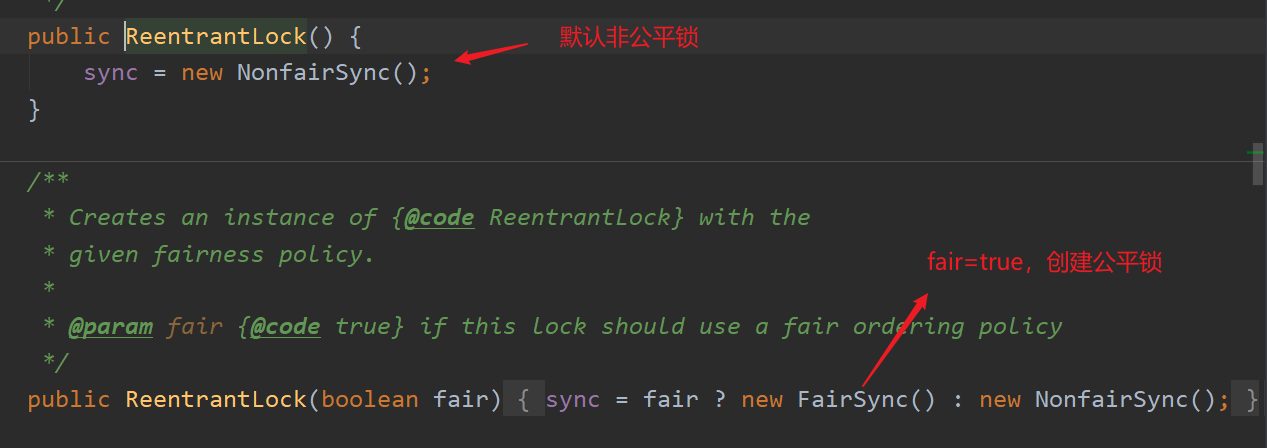 */
public ReentrantLock() {
默认非公平锁
sync = new NonfairSync();
}
/**
* Creates an instance of {@code ReentrantLock} with the
* given fairness policy.
fair=true，创建公平锁
*
* @param fair {@code true} if this lock should use a fair ordering policy
*/
public ReentrantLock(boolean fair) { sync = fair ? new FairSync() : new NonfairSync(); }